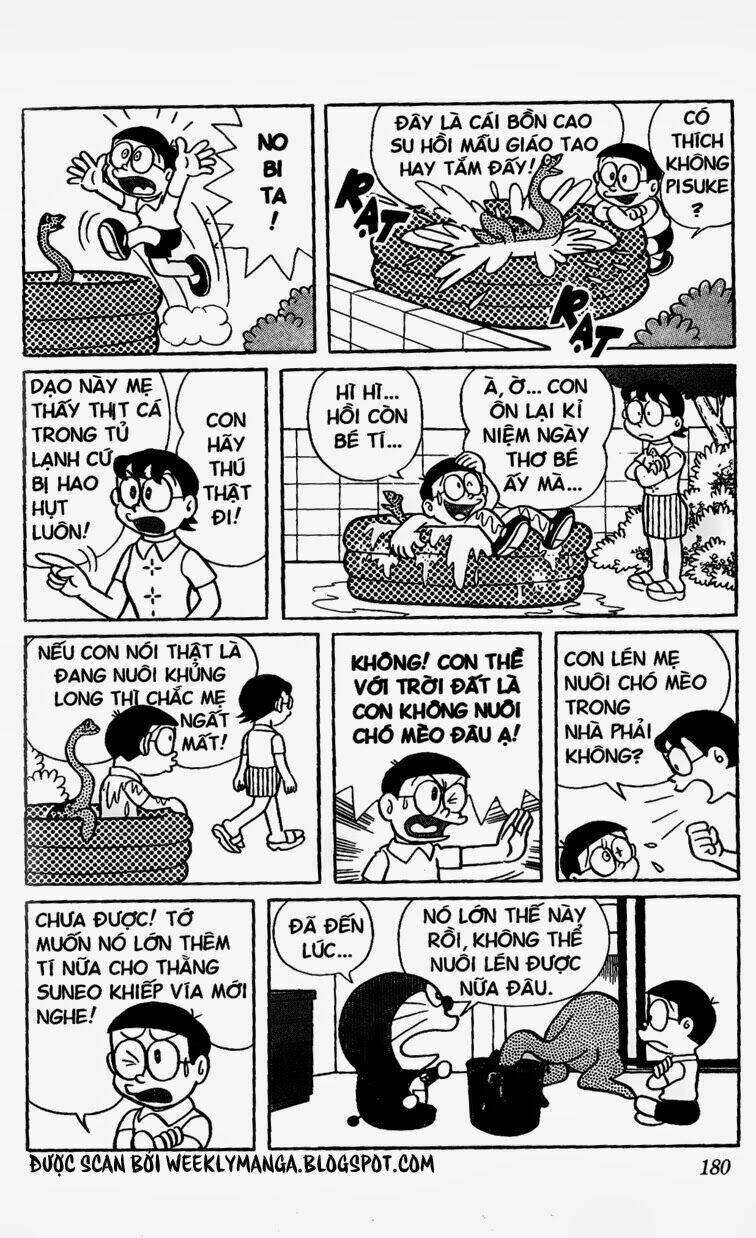 CÓ
THÍCH
KHÔNG
PISUKE
?
ĐÂY LÀ CÁI BỒN CAO
SU HỒI MẪU GIÁO TAO
HAY TẮM ĐẤY!
RẠT
RẠT
NO
BI
TA
!
À, Ờ... CON
ÔN LẠI KỈ
NIỆM NGÀY
THƠ BÉ
ẤY MÀ...
HÌ HÌ...
HỒI CÒN
BÉ TÍ...
CON
HÃY
THÚ
THẬT
ĐI!
DẠO NÀY MẸ
THẤY THỊT CÁ
TRONG TỦ
LẠNH CỨ
BỊ HAO
HỤT
LUÔN!
CON LÉN MẸ
NUÔI CHÓ MÈO
TRONG
NHÀ PHẢI
KHÔNG?
KHÔNG! CON THỀ
VỚI TRỜI ĐẤT LÀ
CON KHÔNG NUÔI
CHÓ MÈO ĐÂU Ạ!
NẾU CON NÓI THẬT LÀ
ĐANG NUÔI KHỦNG
LONG THÌ CHẮC MẸ
NGẤT
MẤT!
NÓ LỚN THẾ NÀY
RỒI, KHÔNG THỂ
NUÔI LÉN ĐƯỢC
NỮA ĐÂU.
ĐÃ ĐẾN
LÚC...
CHƯA ĐƯỢC! TỚ
MUỐN NÓ LỚN THÊM
TÍ NỮA CHO THẰNG
SUNEO KHIẾP VÍA MỚI
NGHE!
ĐƯỢC SCAN BỞI WEEKLYMANGA.BLOGSPOT.COM
180